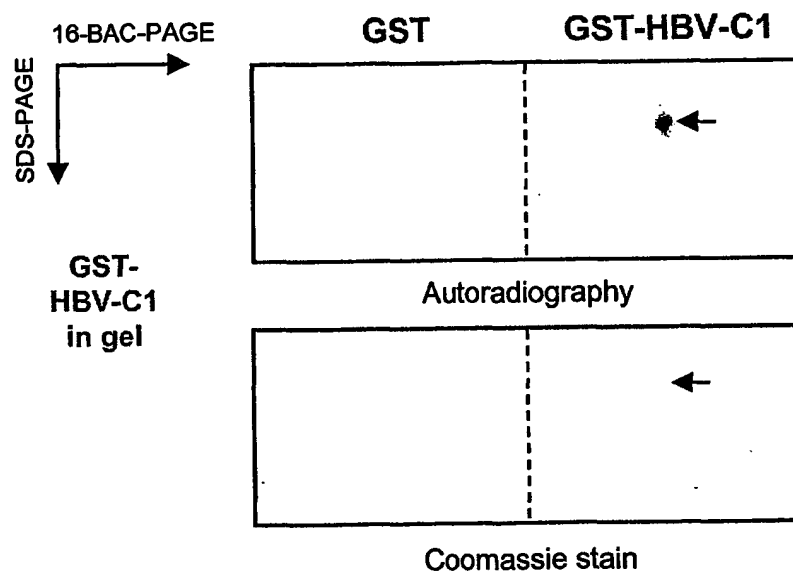 16-BAC-PAGE
SDS-PAGE
GST
GST-HBV-C1
GST-
HBV-C1
in gel
Autoradiography
Coomassie stain